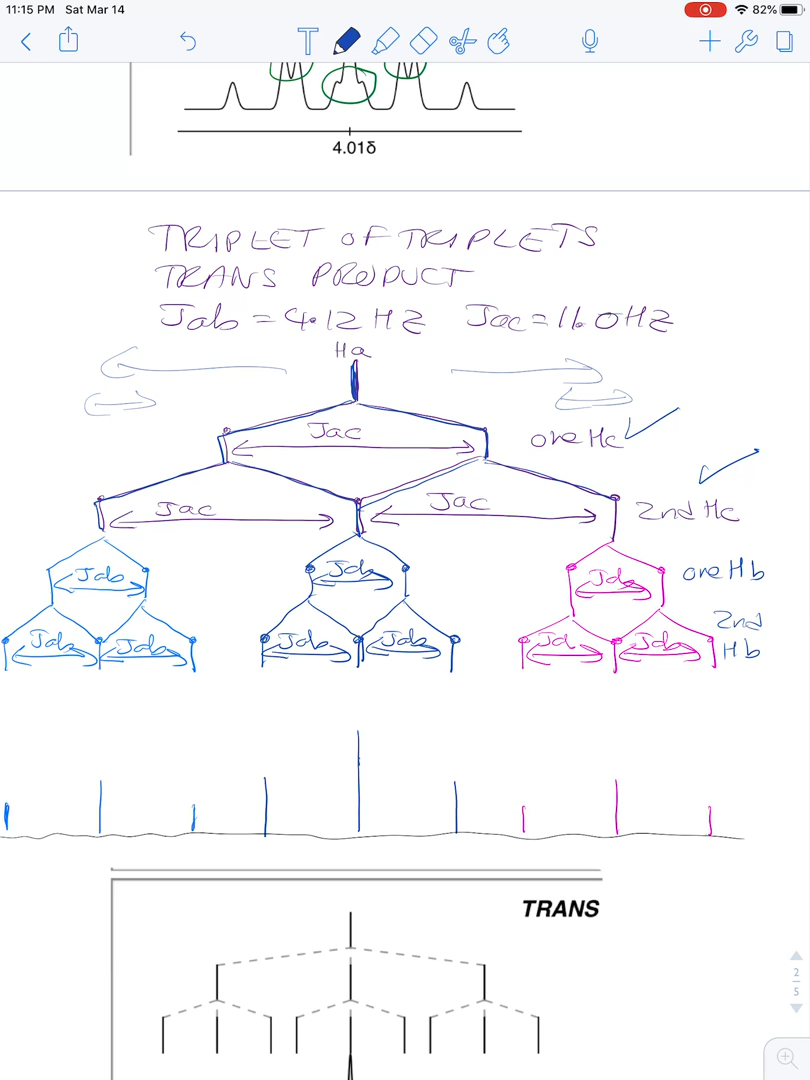 11:15 PM Sat Mar 14
82%
T
4.01δ
TRIPLET OF TRIPLETS
TRANS PRODUCT
Jab = 4.12 HZ Jac = 11.0 HZ
Ha
Jac
one Hc
Jac
Jac
2nd Hc
Jab
Jab
Jab
one Hb
Jab
Jab
Jab
Jab
Jd
Jab
2nd
Hb
TRANS
2
5